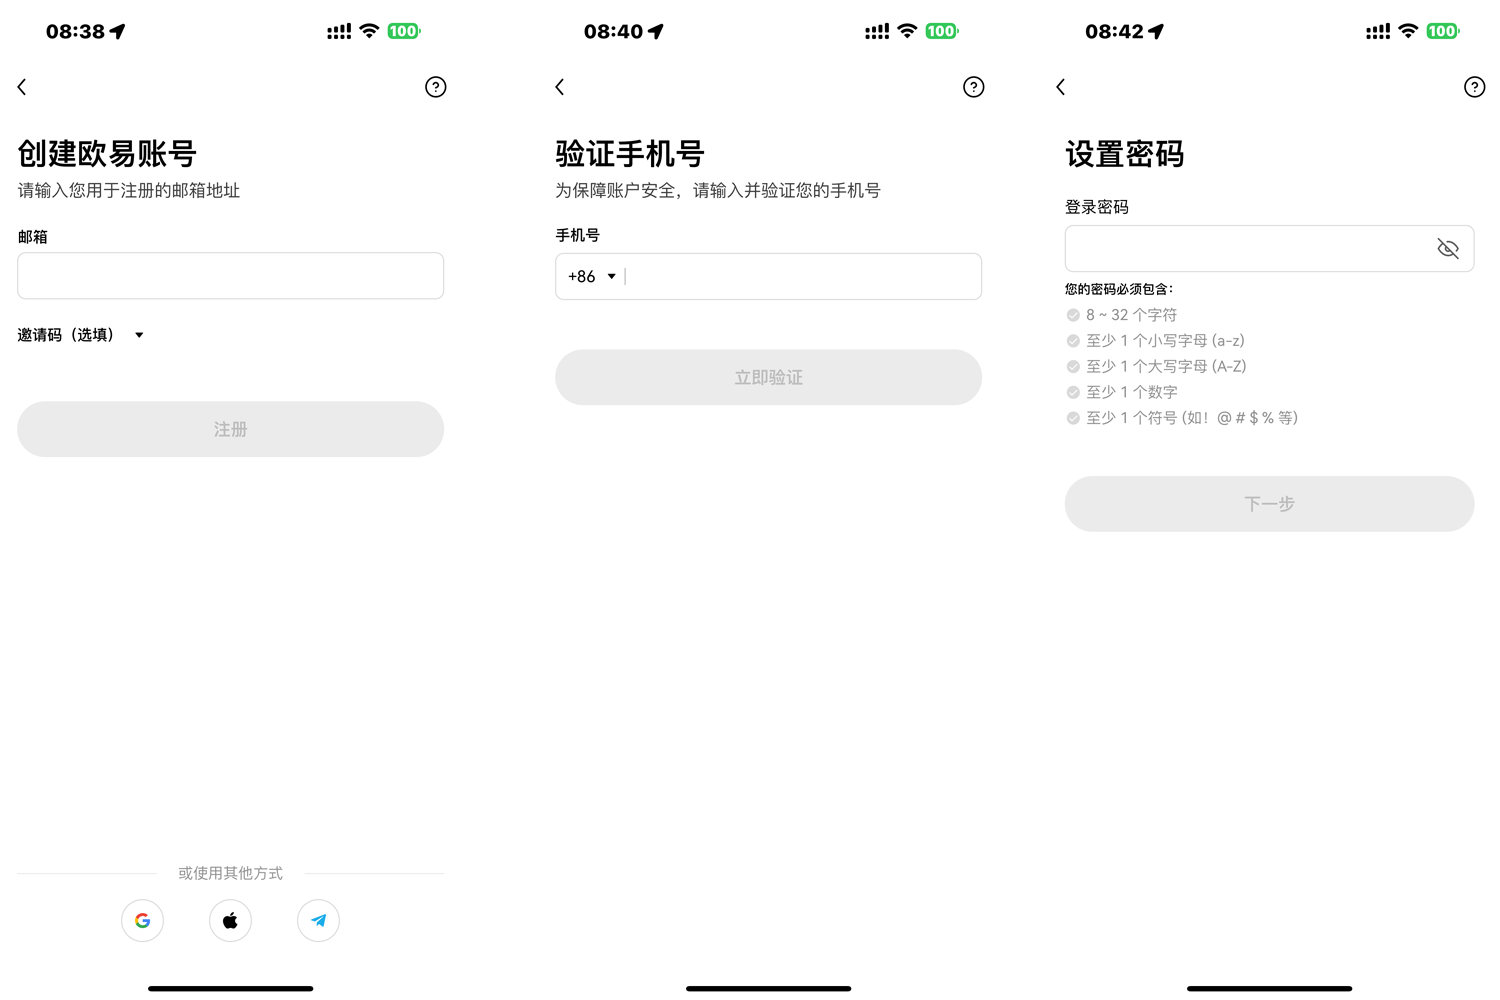 08:38
100
创建欧易账号
请输入您用于注册的邮箱地址
邮箱
邀请码（选填）
注册
或使用其他方式
08:40
100
验证手机号
为保障账户安全，请输入并验证您的手机号
手机号
+86
立即验证
08:42
100
设置密码
登录密码
您的密码必须包含：
8 ~ 32 个字符
至少 1 个小写字母 (a-z)
至少 1 个大写字母 (A-Z)
至少 1 个数字
至少 1 个符号 (如！@ # $ % 等)
下一步